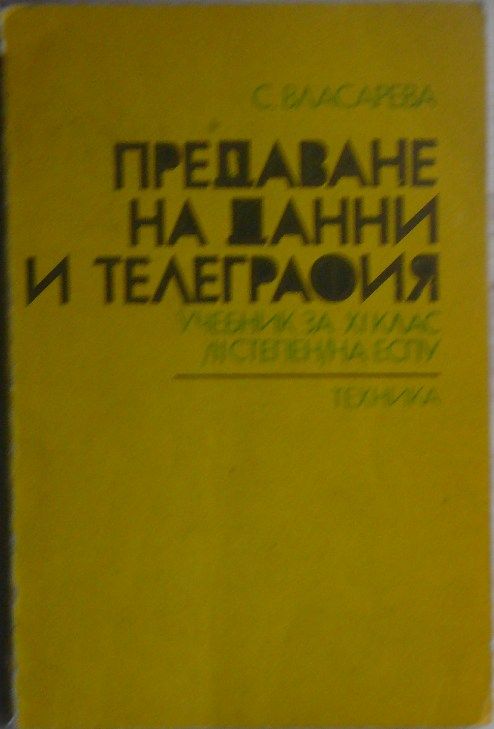 С. ВЛАСАРЕВА
ПРЕДАВАНЕ
НА ДАННИ
И ТЕЛЕГРАФИЯ
УЧЕБНИК ЗА XI КЛАС
/II СТЕПЕН/ НА ЕСПУ
ТЕХНИКА